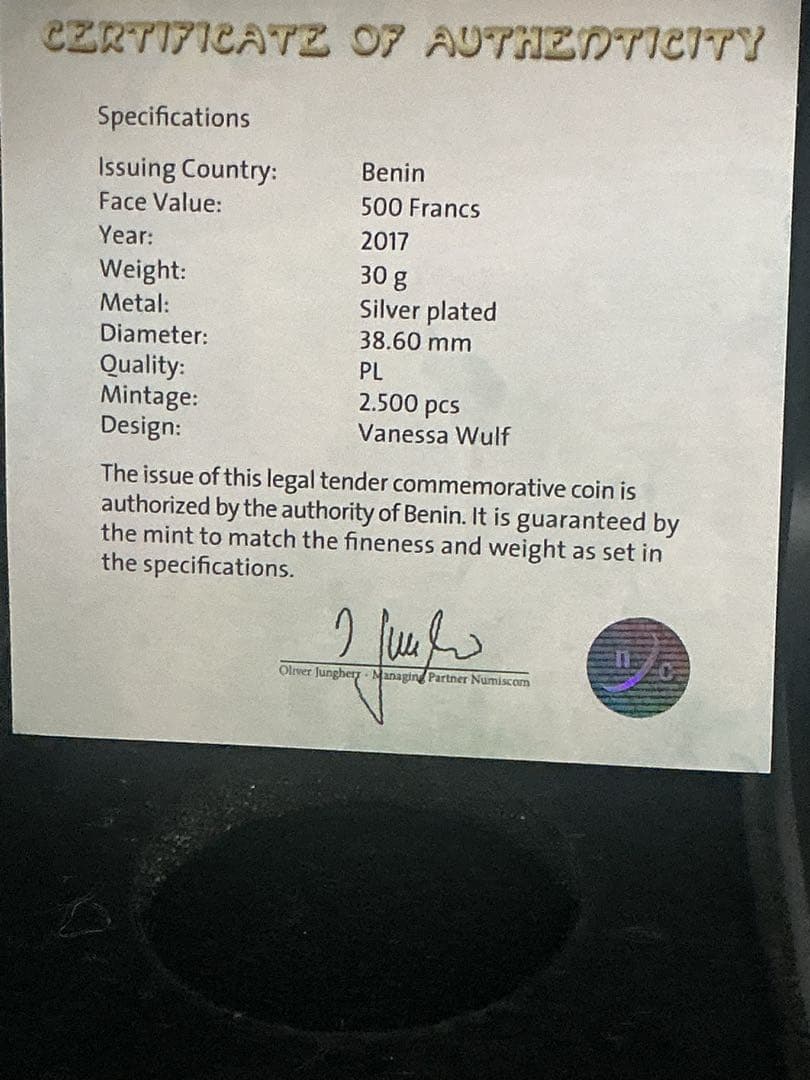 CERTIFICATE OF AUTHENTICITY
Specifications
Issuing Country: Benin
Face Value: 500 Francs
Year: 2017
Weight: 30 g
Metal: Silver plated
Diameter: 38.60 mm
Quality: PL
Mintage: 2.500 pcs
Design: Vanessa Wulf
The issue of this legal tender commemorative coin is
authorized by the authority of Benin. It is guaranteed by
the mint to match the fineness and weight as set in
the specifications.
Oliver Jungherr - Managing Partner Numiscom
n c